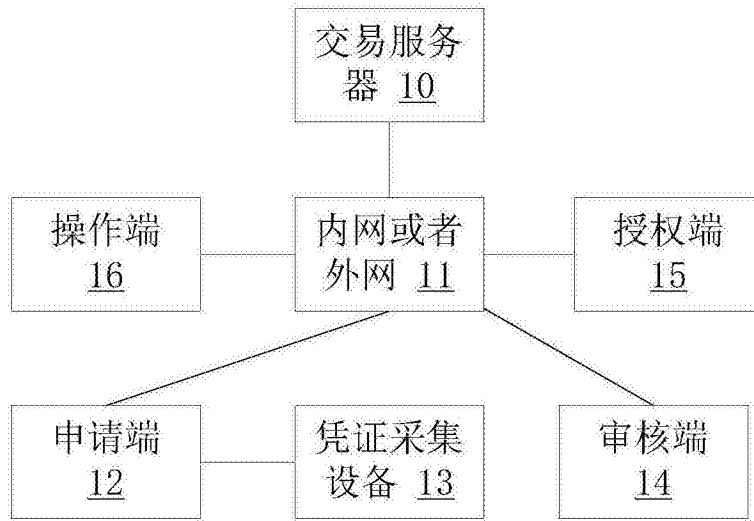 交易服务
器 10
操作端
16
内网或者
外网 11
授权端
15
申请端
12
凭证采集
设备 13
审核端
14